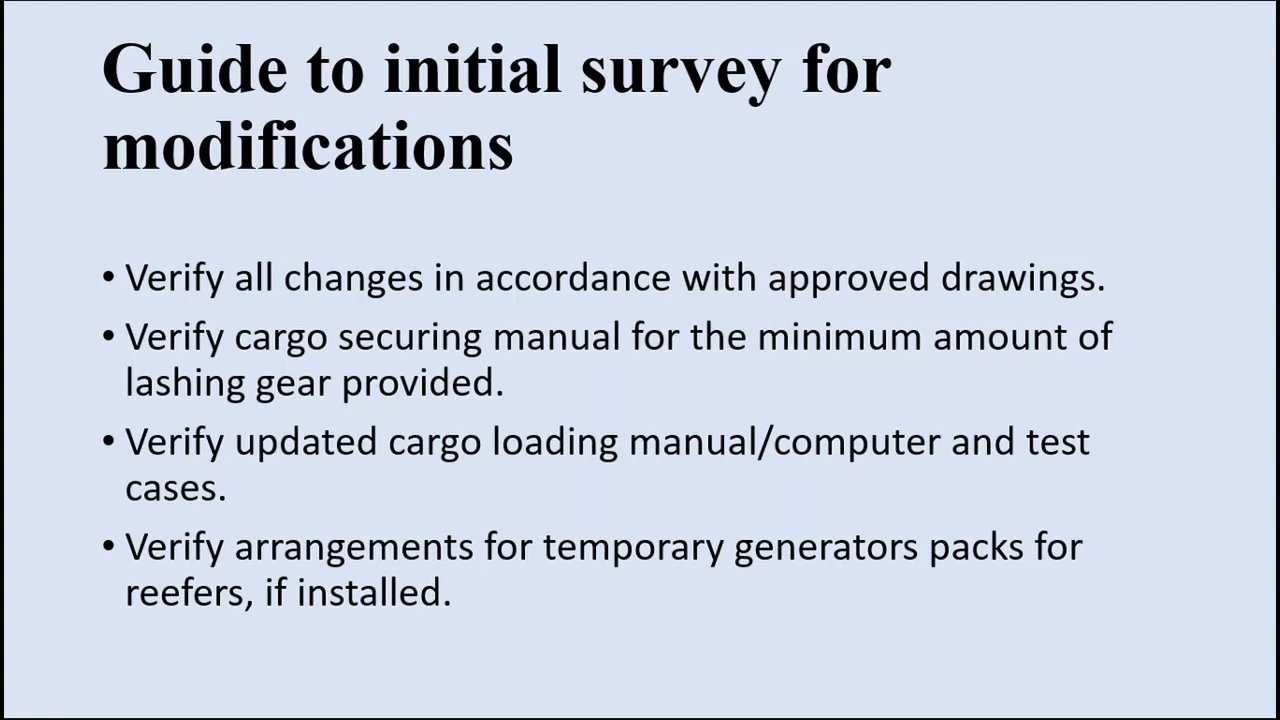 Guide to initial survey for
modifications
• Verify all changes in accordance with approved drawings.
• Verify cargo securing manual for the minimum amount of
lashing gear provided.
• Verify updated cargo loading manual/computer and test
cases.
• Verify arrangements for temporary generators packs for
reefers, if installed.